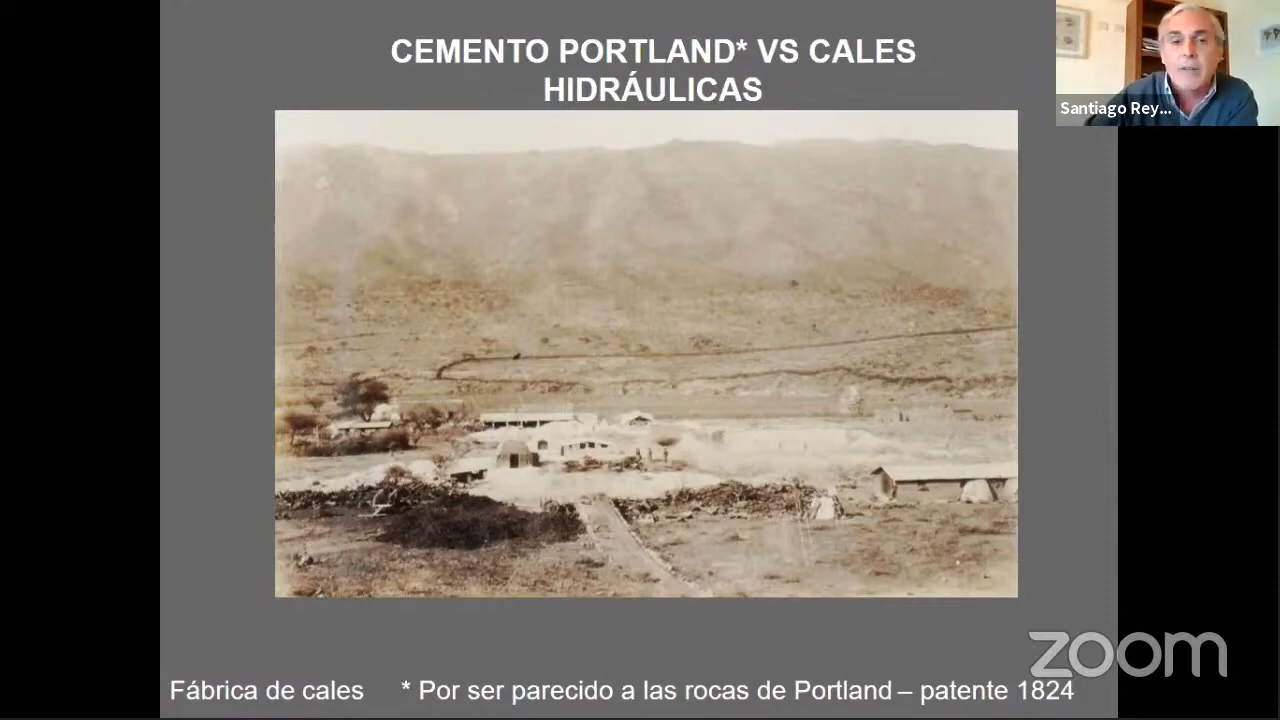 CEMENTO PORTLAND* VS CALES
HIDRÁULICAS
Santiago Rey...
zoom
Fábrica de cales * Por ser parecido a las rocas de Portland – patente 1824